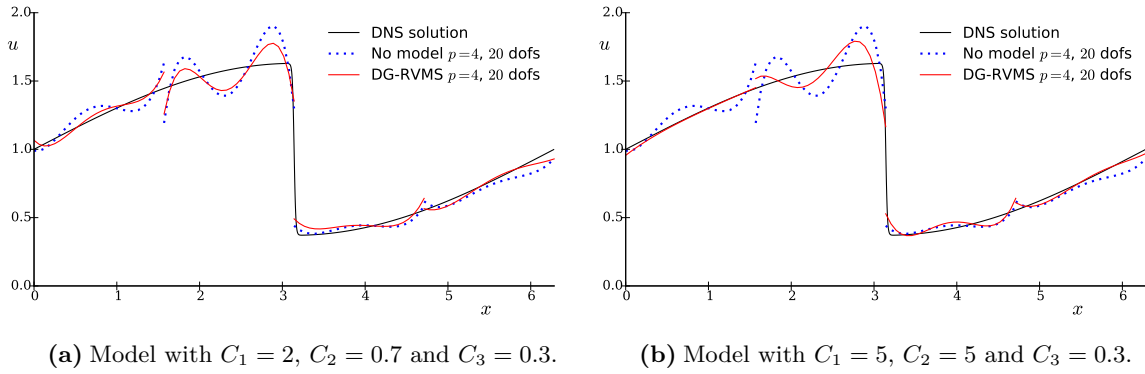 2.0
u
1.5
1.0
0.5
0.0
DNS solution
No model p=4, 20 dofs
DG-RVMS p=4, 20 dofs
0 1 2 3 4 5 6
x
(a) Model with C₁ = 2, C₂ = 0.7 and C₃ = 0.3.
2.0
u
1.5
1.0
0.5
0.0
DNS solution
No model p=4, 20 dofs
DG-RVMS p=4, 20 dofs
0 1 2 3 4 5 6
x
(b) Model with C₁ = 5, C₂ = 5 and C₃ = 0.3.